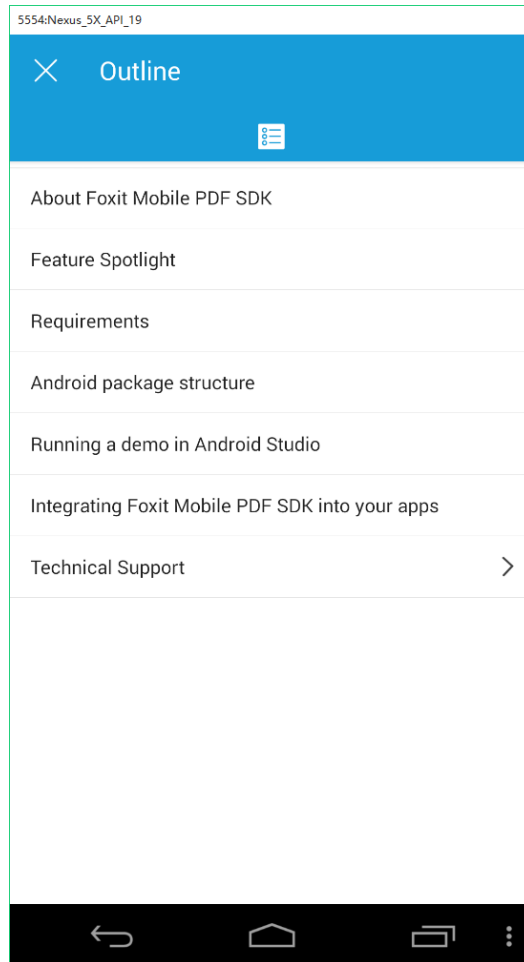 5554:Nexus_5X_API_19
Outline
About Foxit Mobile PDF SDK
Feature Spotlight
Requirements
Android package structure
Running a demo in Android Studio
Integrating Foxit Mobile PDF SDK into your apps
Technical Support